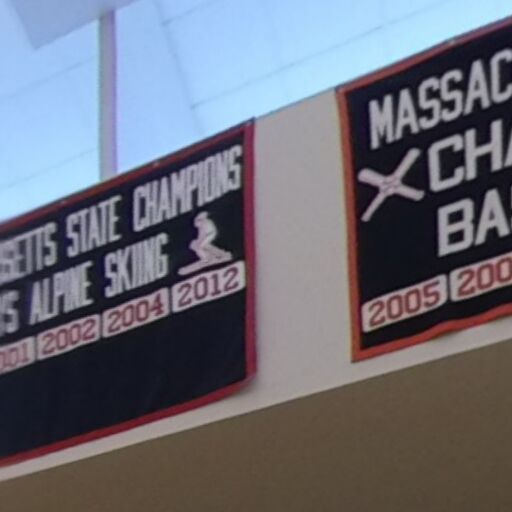 SETTS STATE CHAMPIONS
S ALPINE SKIING
001 2002 2004 2012
MASSAC
CHA
BAS
2005 200